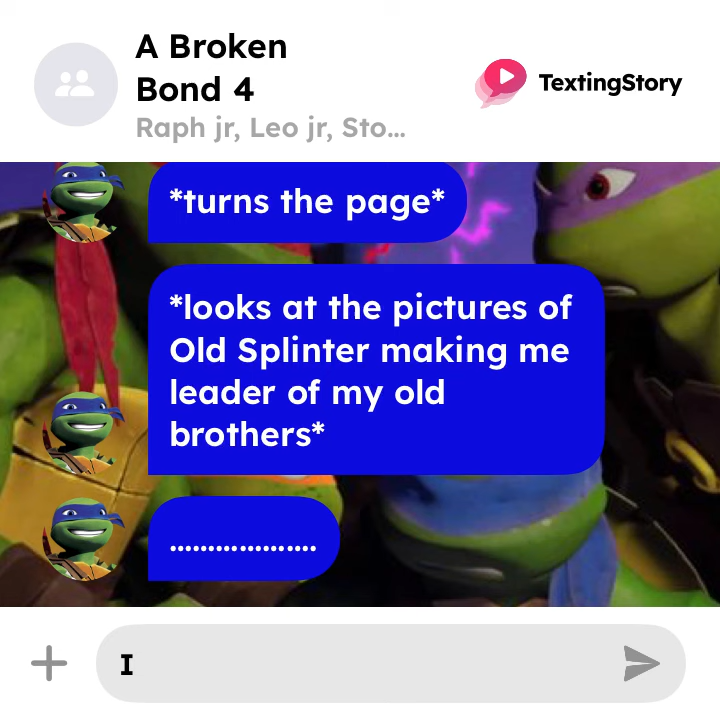 A Broken
Bond 4
Raph jr, Leo jr, Sto...
TextingStory
*turns the page*
*looks at the pictures of
Old Splinter making me
leader of my old
brothers*
...................
I